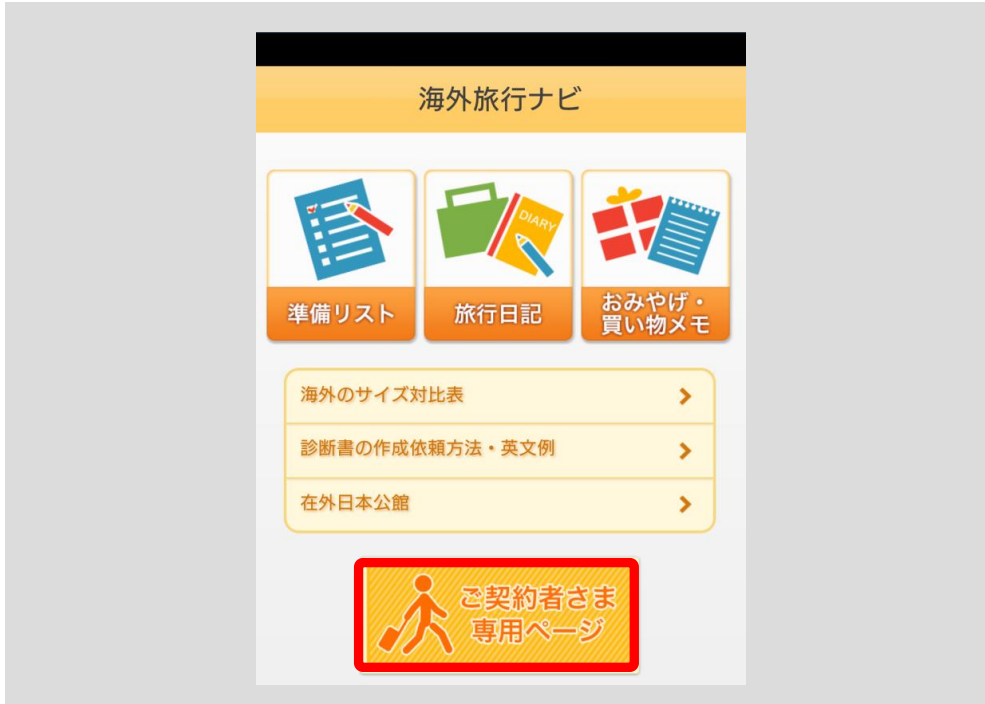 海外旅行ナビ
DIARY
準備リスト
旅行日記
おみやげ・
買い物メモ
海外のサイズ対比表
診断書の作成依頼方法・英文例
在外日本公館
ご契約者さま
専用ページ